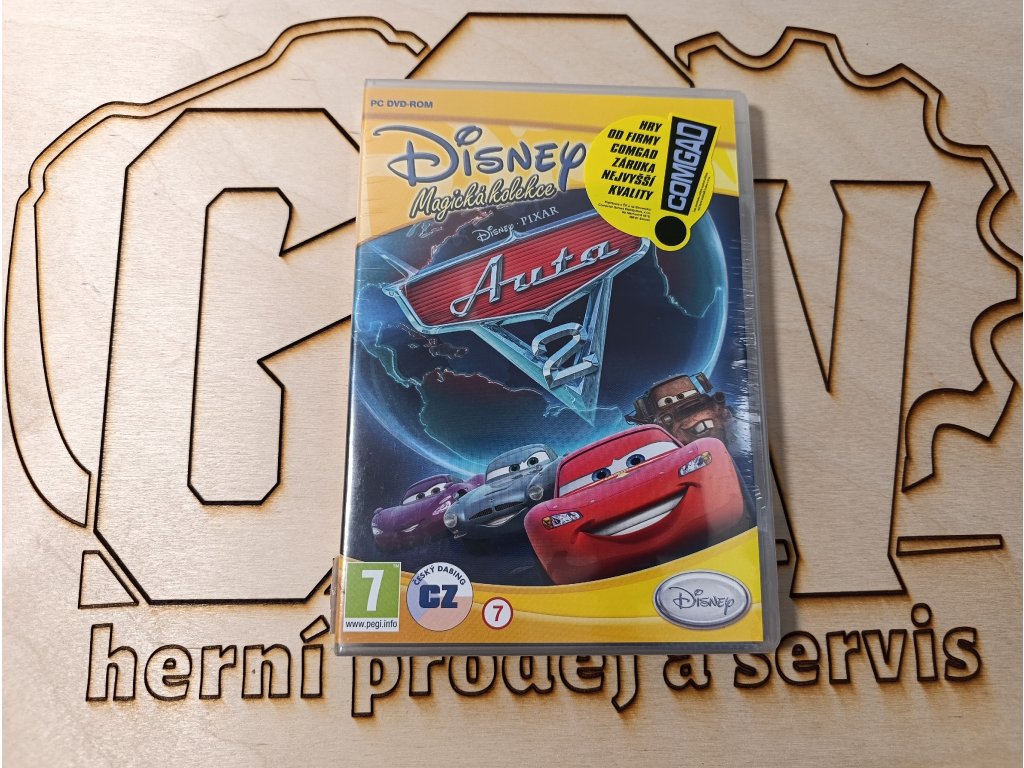 PC DVD-ROM
Disney
Magická kolekce
HRY
OD FIRMY
COMGAD
ZÁRUKA
NEJVYŠŠÍ
KVALITY
COMGAD
Disney · PIXAR
Auta
2
7
www.pegi.info
ČESKÝ DABING
CZ
7
Disney
herní prodej a servis